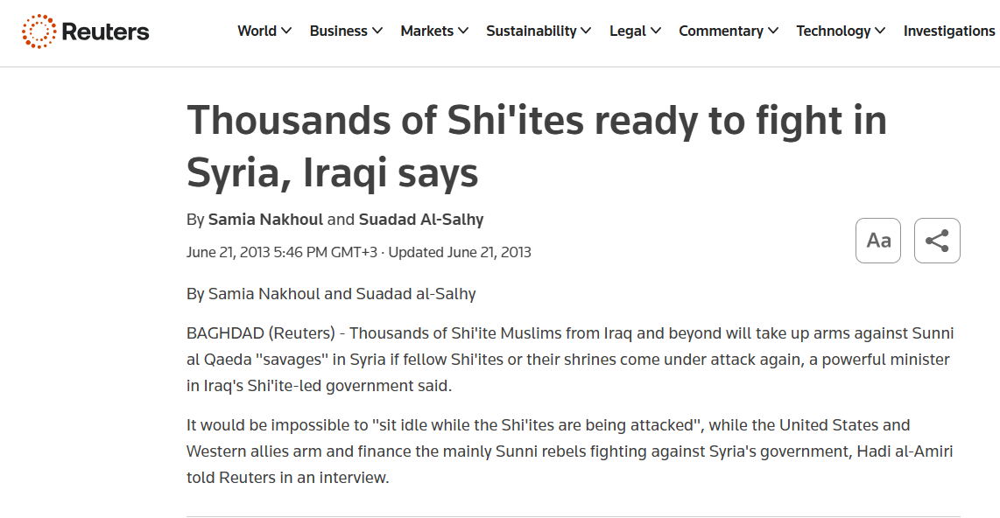 Reuters
World Business Markets Sustainability Legal Commentary Technology Investigations
Thousands of Shi'ites ready to fight in
Syria, Iraqi says
By Samia Nakhoul and Suadad Al-Salhy
June 21, 2013 5:46 PM GMT+3 · Updated June 21, 2013
Aa
By Samia Nakhoul and Suadad al-Salhy
BAGHDAD (Reuters) - Thousands of Shi'ite Muslims from Iraq and beyond will take up arms against Sunni
al Qaeda "savages" in Syria if fellow Shi'ites or their shrines come under attack again, a powerful minister
in Iraq's Shi'ite-led government said.
It would be impossible to "sit idle while the Shi'ites are being attacked", while the United States and
Western allies arm and finance the mainly Sunni rebels fighting against Syria's government, Hadi al-Amiri
told Reuters in an interview.